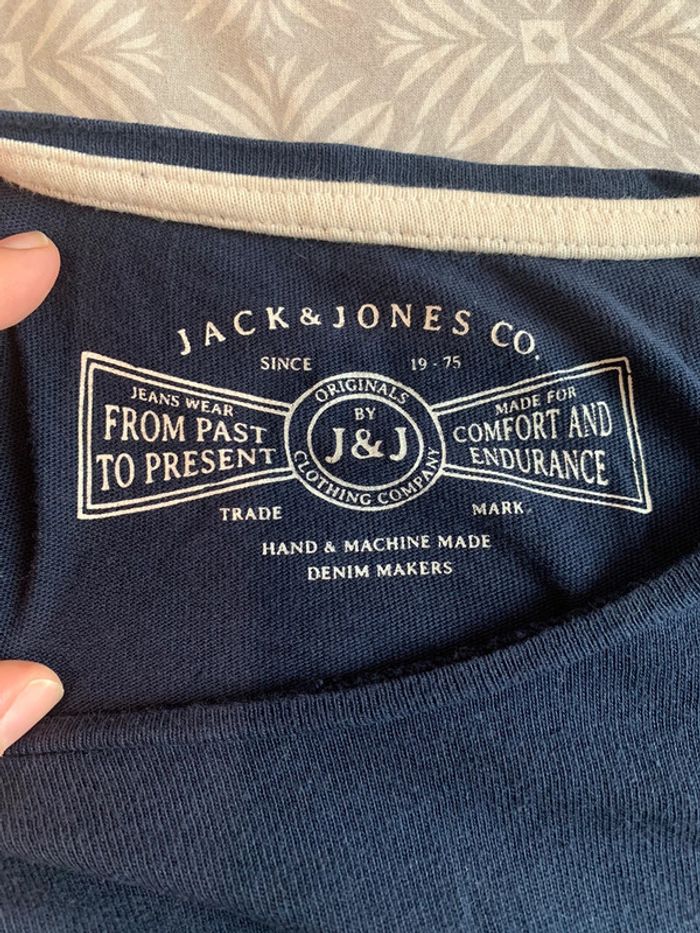 JACK & JONES CO.
SINCE 19 - 75
JEANS WEAR
FROM PAST
TO PRESENT
ORIGINALS
BY
J&J
CLOTHING COMPANY
MADE FOR
COMFORT AND
ENDURANCE
TRADE MARK
HAND & MACHINE MADE
DENIM MAKERS